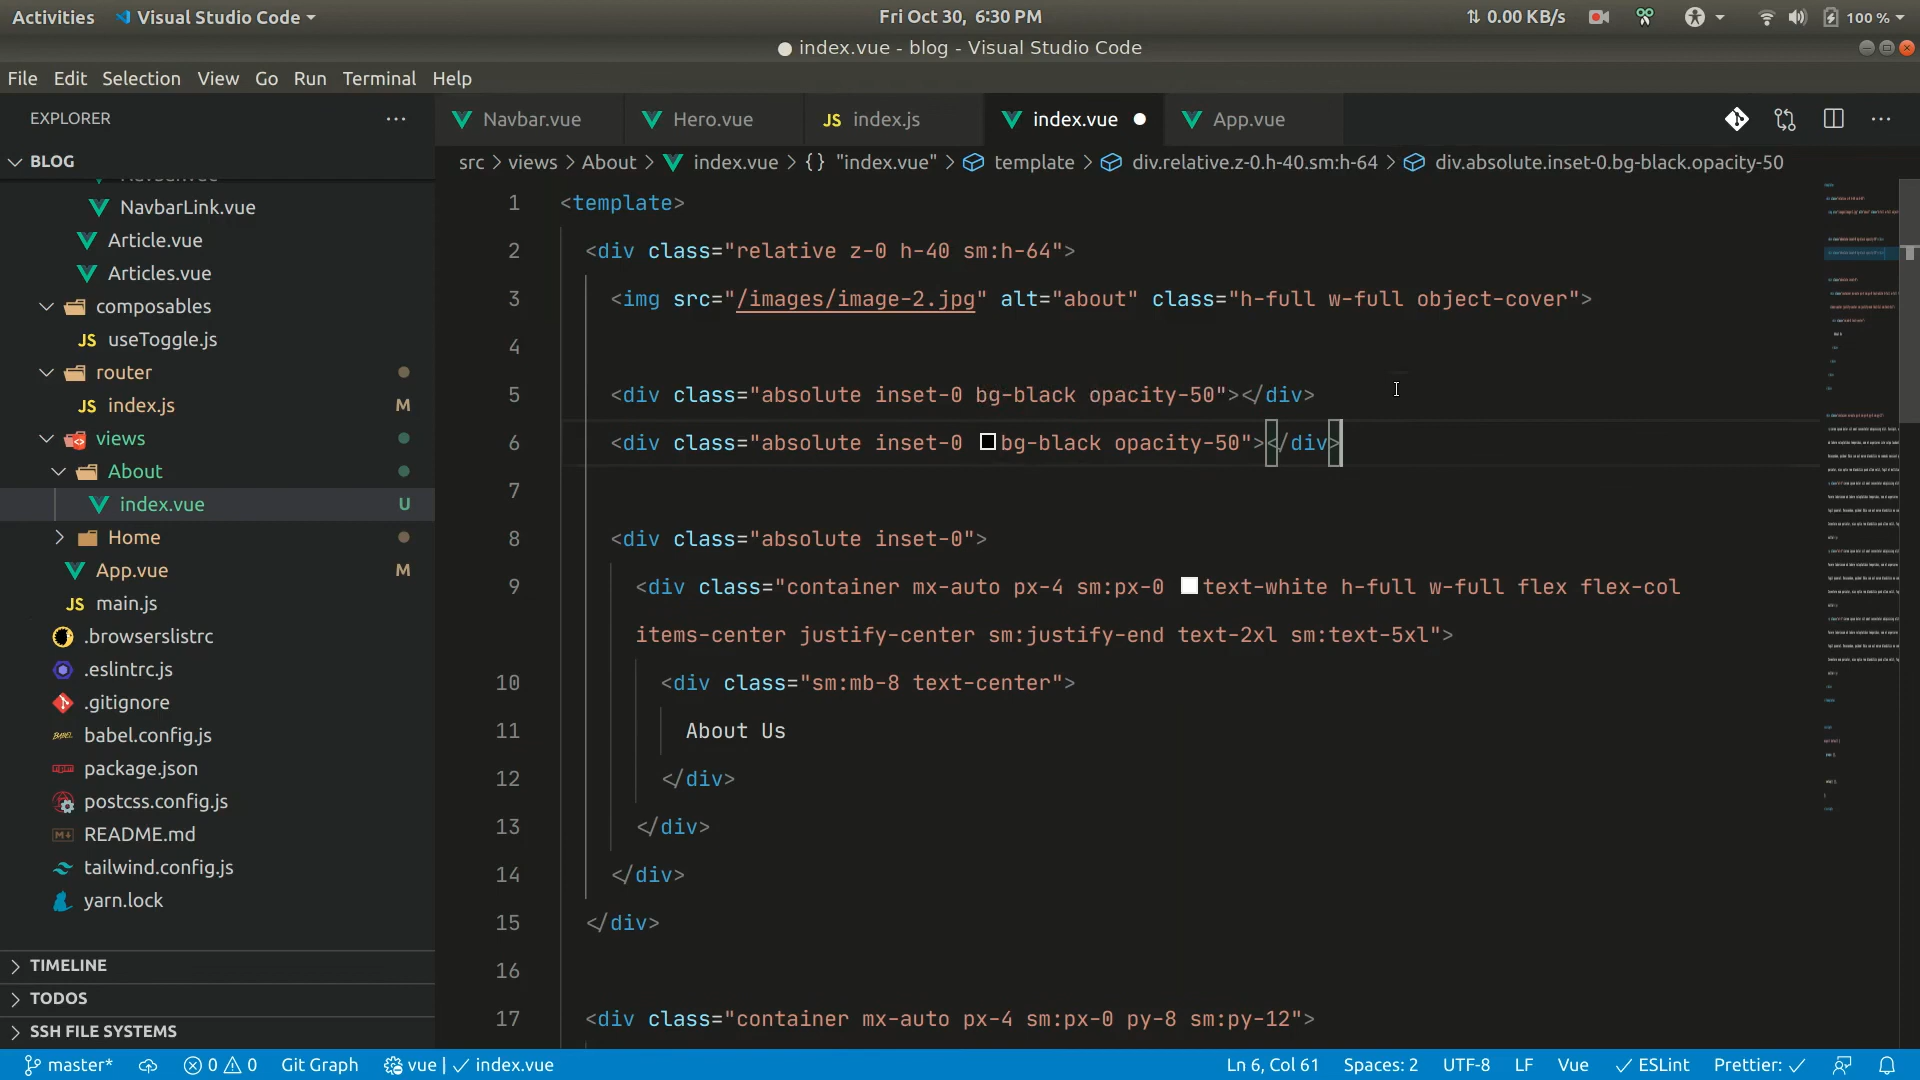 Activities Visual Studio Code Fri Oct 30, 6:30 PM 0.00 KB/s 100 %
index.vue - blog - Visual Studio Code
File Edit Selection View Go Run Terminal Help
EXPLORER
BLOG
NavbarLink.vue
Article.vue
Articles.vue
composables
JS useToggle.js
router
JS index.js M
views
About
index.vue U
Home
App.vue M
JS main.js
.browserslistrc
.eslintrc.js
.gitignore
babel.config.js
package.json
postcss.config.js
README.md
tailwind.config.js
yarn.lock
TIMELINE
TODOS
SSH FILE SYSTEMS
Navbar.vue Hero.vue JS index.js index.vue App.vue
src > views > About > index.vue > {} "index.vue" > template > div.relative.z-0.h-40.sm:h-64 > div.absolute.inset-0.bg-black.opacity-50
1 <template>
2 <div class="relative z-0 h-40 sm:h-64">
3 <img src="/images/image-2.jpg" alt="about" class="h-full w-full object-cover">
4
5 <div class="absolute inset-0 bg-black opacity-50"></div>
6 <div class="absolute inset-0 bg-black opacity-50"></div>
7
8 <div class="absolute inset-0">
9 <div class="container mx-auto px-4 sm:px-0 text-white h-full w-full flex flex-col
items-center justify-center sm:justify-end text-2xl sm:text-5xl">
10 <div class="sm:mb-8 text-center">
11 About Us
12 </div>
13 </div>
14 </div>
15 </div>
16
17 <div class="container mx-auto px-4 sm:px-0 py-8 sm:py-12">
master* 0 0 Git Graph vue | index.vue Ln 6, Col 61 Spaces: 2 UTF-8 LF Vue ESLint Prettier: